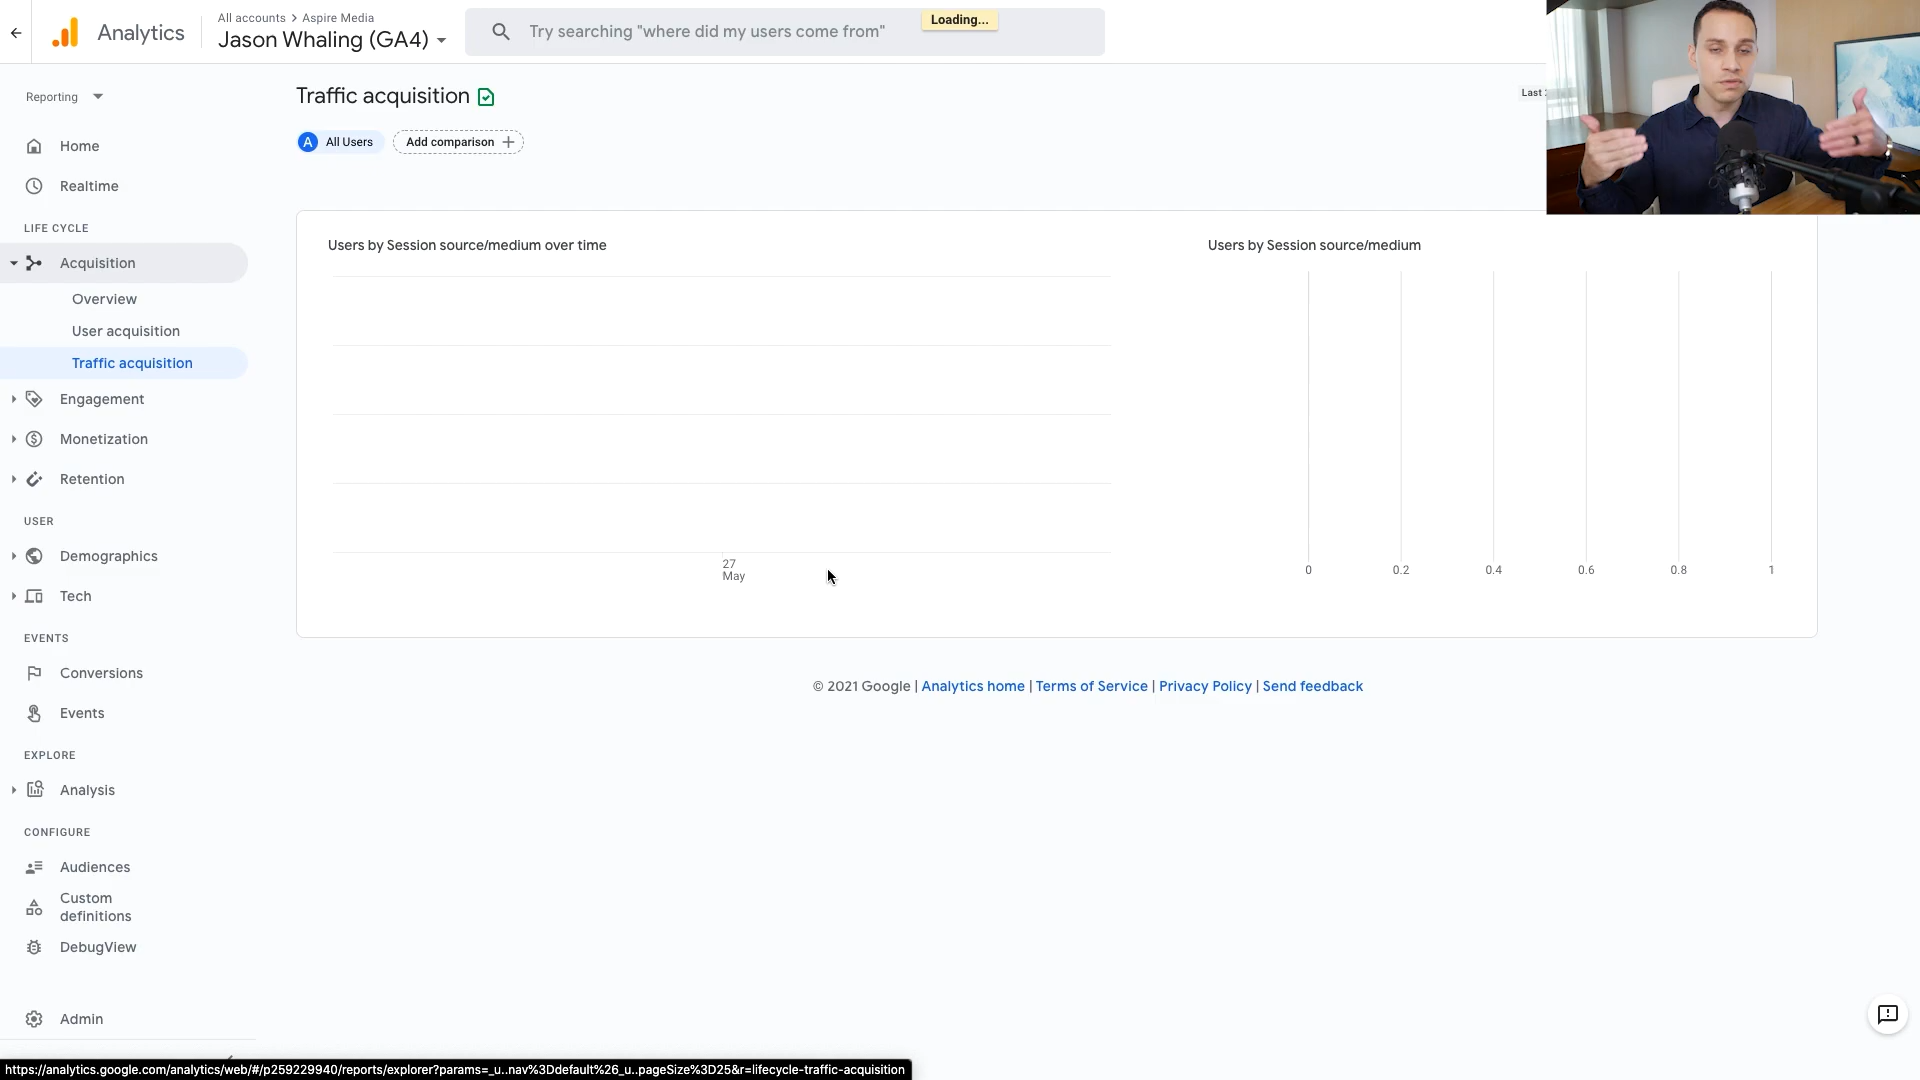 All accounts > Aspire Media
Analytics
Jason Whaling (GA4)
Try searching "where did my users come from"
Loading...
Reporting
Traffic acquisition
Last
A All Users
Add comparison
Home
Realtime
LIFE CYCLE
Acquisition
Overview
User acquisition
Traffic acquisition
Engagement
Monetization
Retention
USER
Demographics
Tech
EVENTS
Conversions
Events
EXPLORE
Analysis
CONFIGURE
Audiences
Custom
definitions
DebugView
Admin
Users by Session source/medium over time
27
May
Users by Session source/medium
0 0.2 0.4 0.6 0.8 1
© 2021 Google | Analytics home | Terms of Service | Privacy Policy | Send feedback
https://analytics.google.com/analytics/web/#/p259229940/reports/explorer?params=_u..nav%3Ddefault%26_u..pageSize%3D25&r=lifecycle-traffic-acquisition